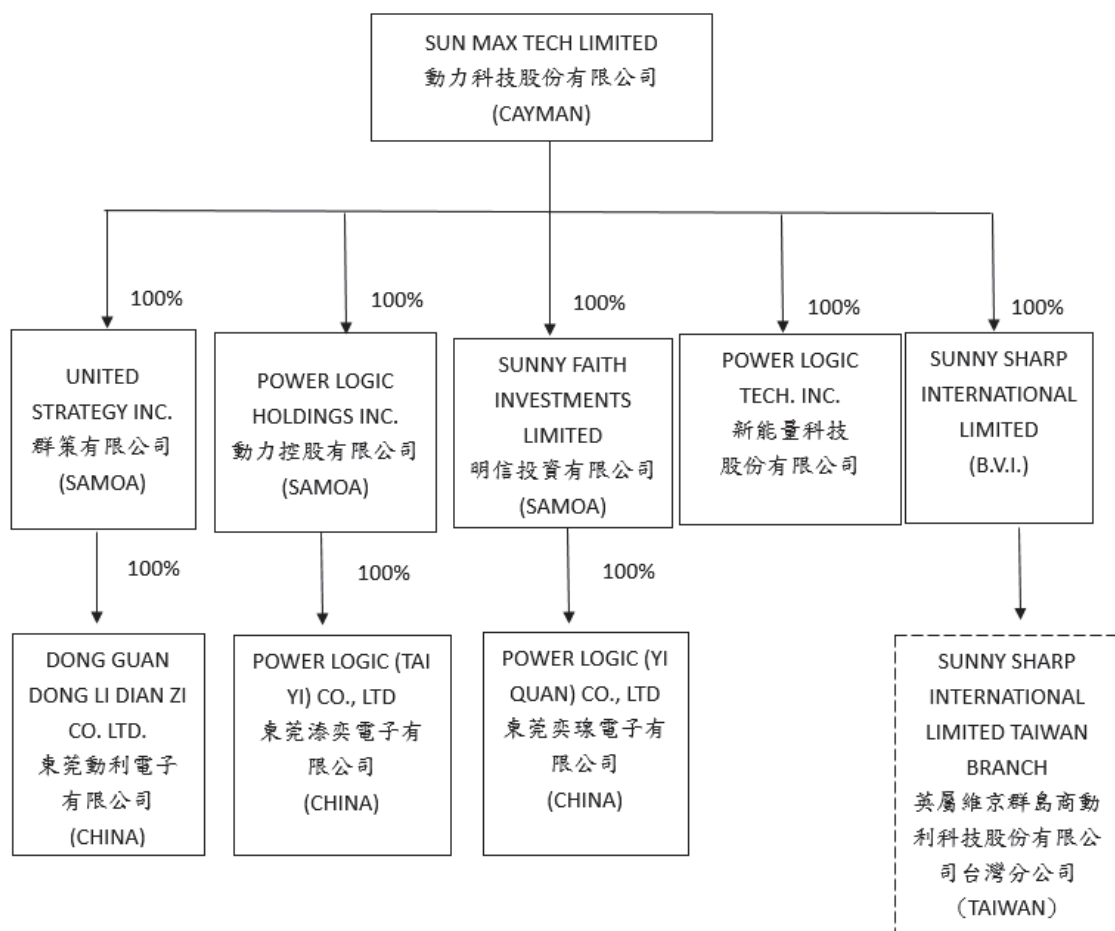 SUN MAX TECH LIMITED
動力科技股份有限公司
(CAYMAN)
100%
100%
100%
100%
100%
UNITED
STRATEGY INC.
群策有限公司
(SAMOA)
POWER LOGIC
HOLDINGS INC.
動力控股有限公司
(SAMOA)
SUNNY FAITH
INVESTMENTS
LIMITED
明信投資有限公司
(SAMOA)
POWER LOGIC
TECH. INC.
新能量科技
股份有限公司
SUNNY SHARP
INTERNATIONAL
LIMITED
(B.V.I.)
100%
100%
100%
DONG GUAN
DONG LI DIAN ZI
CO. LTD.
東莞動利電子
有限公司
(CHINA)
POWER LOGIC (TAI
YI) CO., LTD
東莞漆奕電子有
限公司
(CHINA)
POWER LOGIC (YI
QUAN) CO., LTD
東莞奕琭電子有
限公司
(CHINA)
SUNNY SHARP
INTERNATIONAL
LIMITED TAIWAN
BRANCH
英屬維京群島商動
利科技股份有限公
司台灣分公司
（TAIWAN）